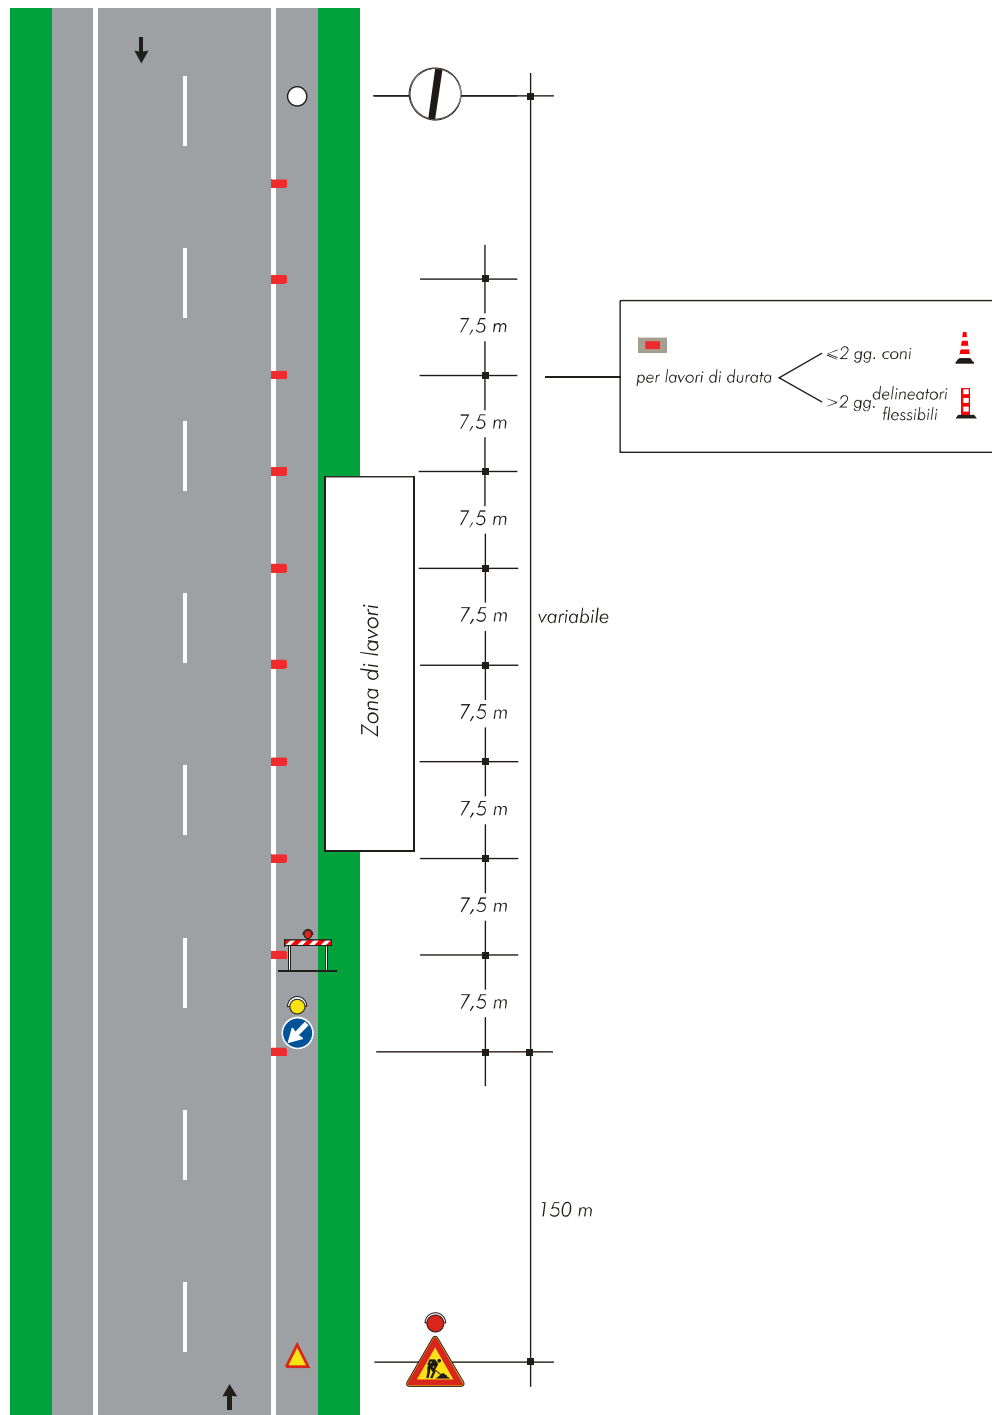 7,5 m
per lavori di durata
⩽2 gg. coni
>2 gg. delineatori
flessibili
7,5 m
7,5 m
7,5 m
variabile
Zona di lavori
7,5 m
7,5 m
7,5 m
7,5 m
150 m